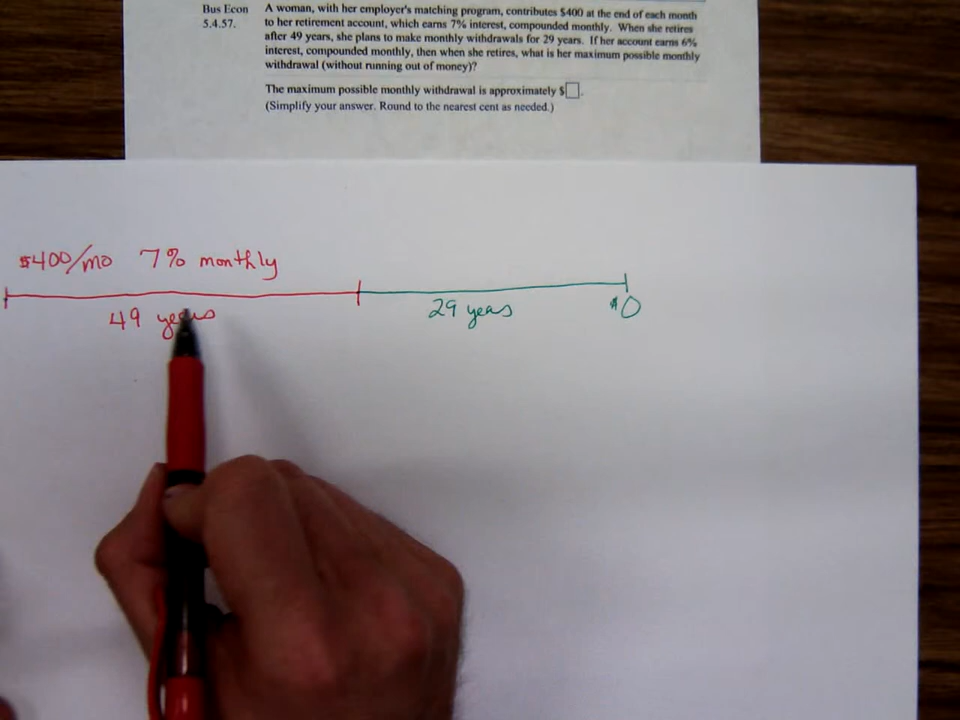 Bus Econ
5.4.57.
A woman, with her employer's matching program, contributes $400 at the end of each month
to her retirement account, which earns 7% interest, compounded monthly. When she retires
after 49 years, she plans to make monthly withdrawals for 29 years. If her account earns 6%
interest, compounded monthly, then when she retires, what is her maximum possible monthly
withdrawal (without running out of money)?
The maximum possible monthly withdrawal is approximately $
(Simplify your answer. Round to the nearest cent as needed.)
$400/mo 7% monthly
49 years 29 years $0